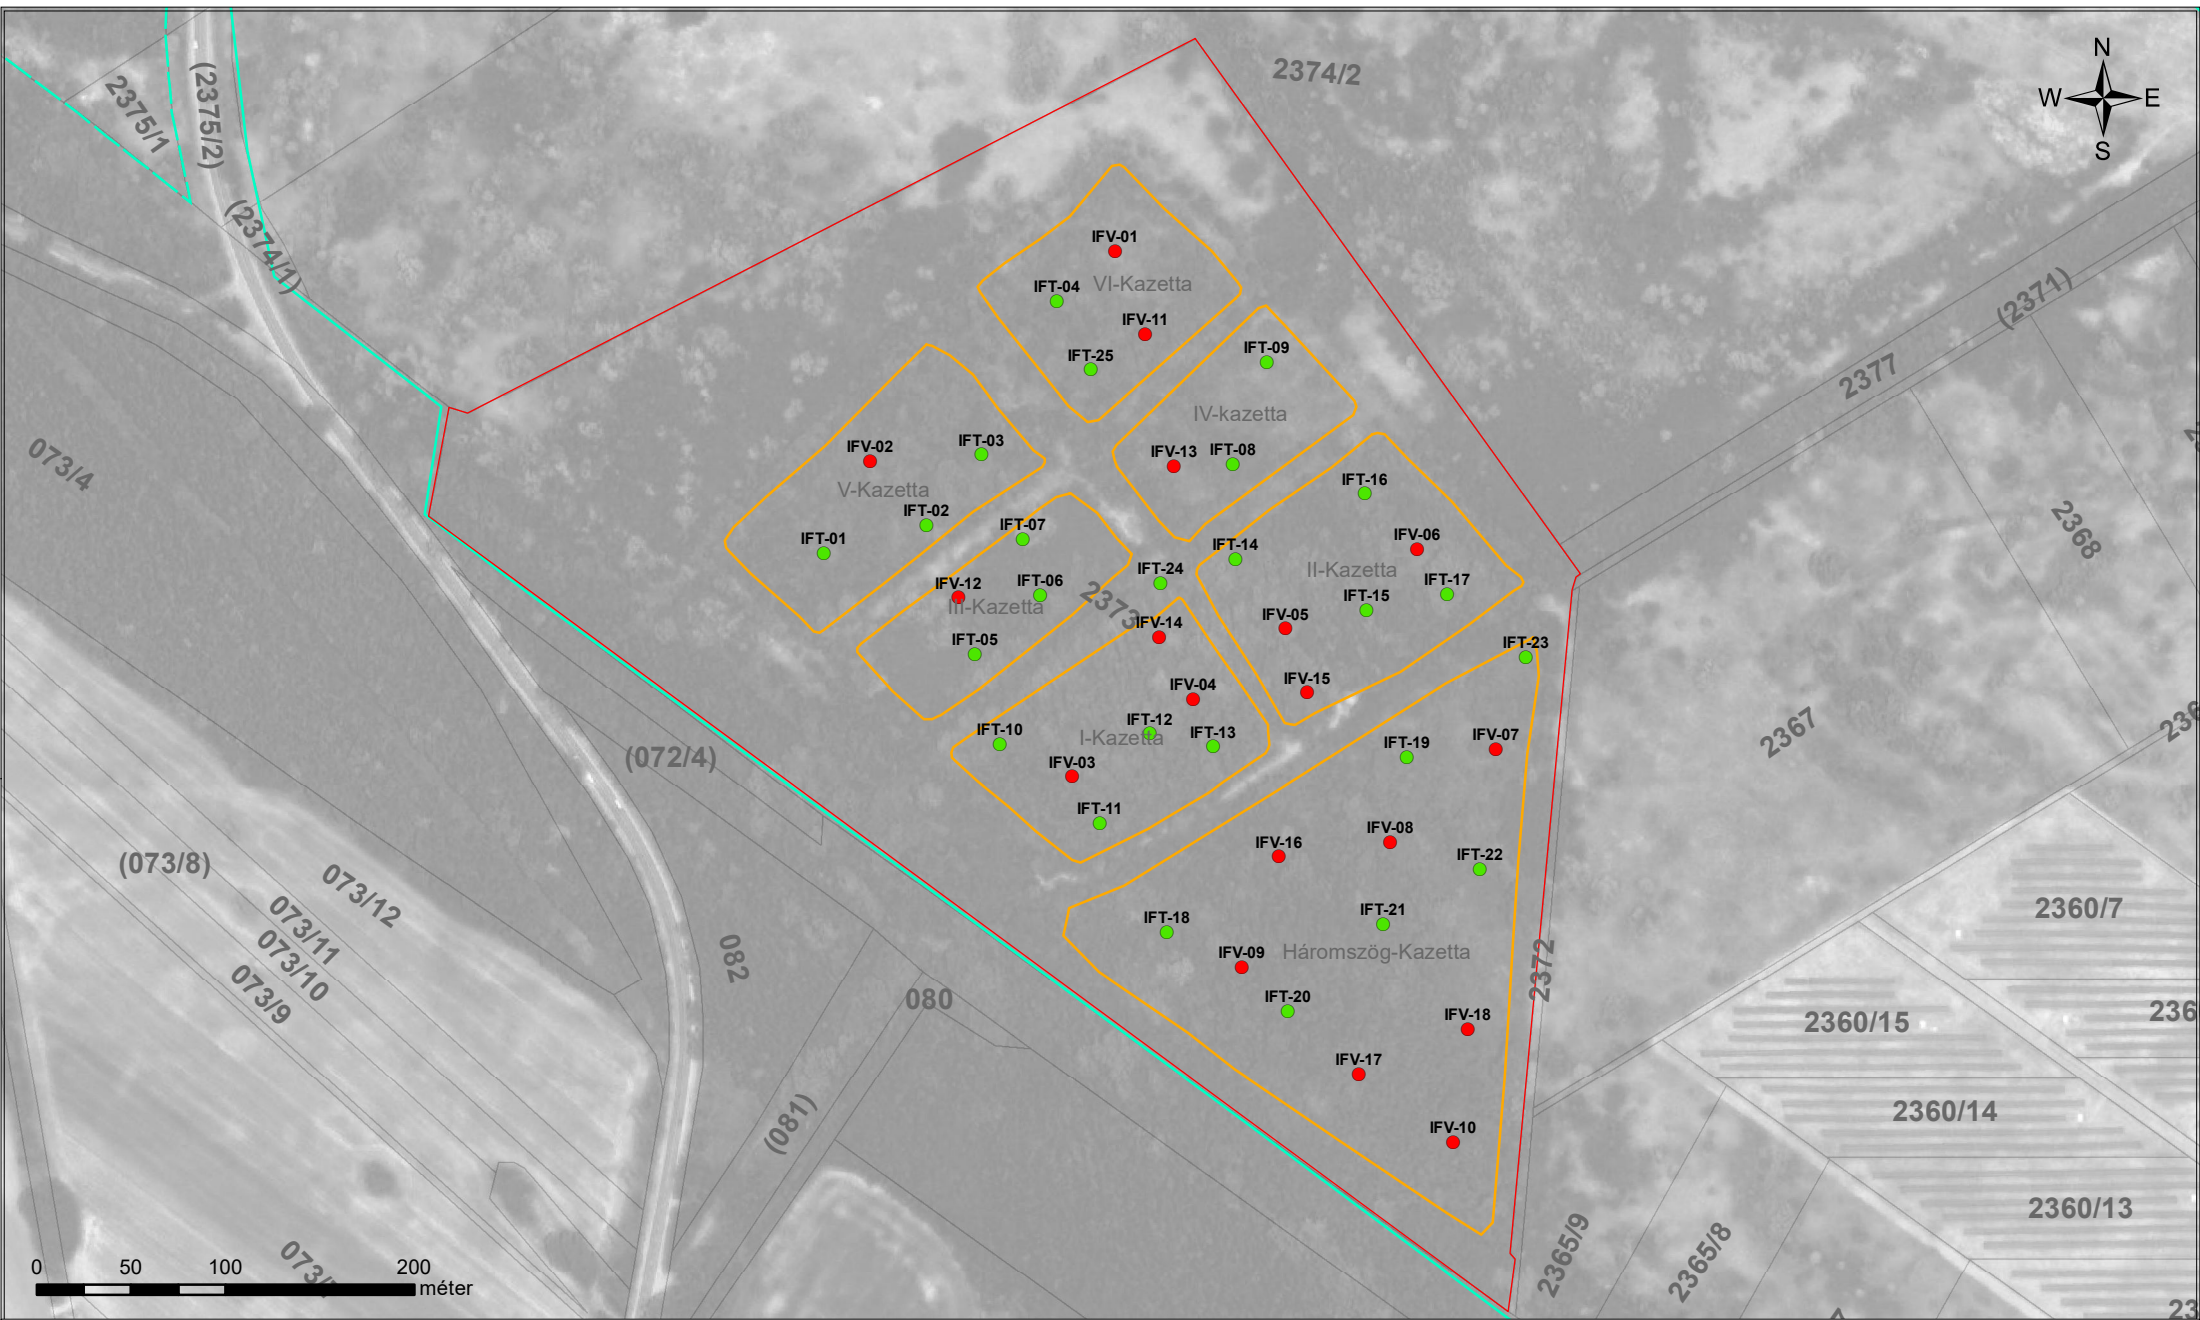 N
W
E
S
2374/2
2375/1
(2375/2)
(2374/1)
IFV-01
IFT-04
VI-Kazetta
IFV-11
IFT-25
(2371)
2377
IFT-09
IV-kazetta
IFV-13
IFT-08
073/4
IFV-02
IFT-03
V-Kazetta
IFT-02
IFT-01
IFT-16
IFV-06
II-Kazetta
IFT-17
IFT-15
IFT-14
IFV-05
IFV-15
2368
IFT-07
IFT-24
IFV-12
IFT-06
III-Kazetta
IFT-05
2373
IFV-14
IFV-04
IFT-12
IFT-13
I-Kazetta
IFT-10
IFV-03
IFT-11
IFT-23
2367
(072/4)
IFT-19
IFV-07
IFV-16
IFV-08
IFT-22
IFT-18
IFT-21
IFV-09
Háromszög-Kazetta
IFT-20
IFV-18
IFV-17
IFV-10
2372
(073/8)
073/12
073/11
073/10
073/9
082
080
(081)
2360/7
2360/15
2360/14
2360/13
2365/9
2365/8
0 50 100 200
méter